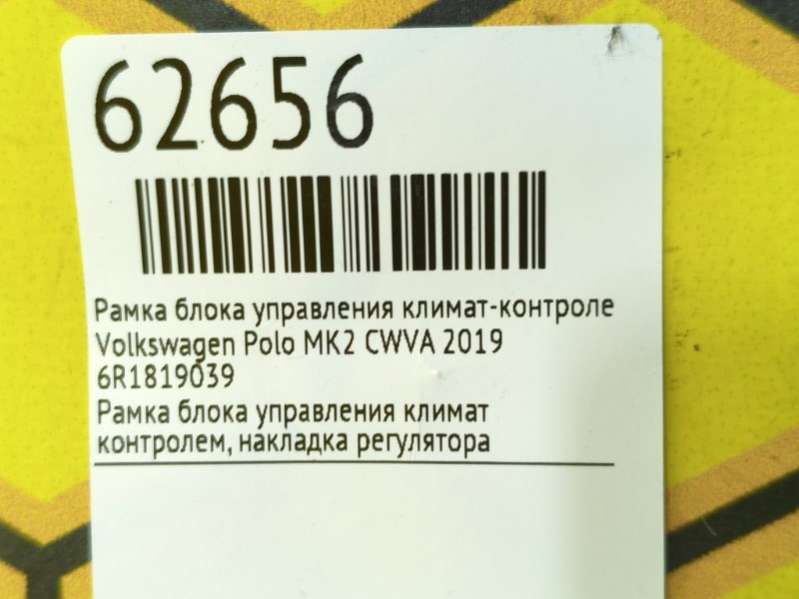 62656
Рамка блока управления климат-контроле
Volkswagen Polo MK2 CWVA 2019
6R1819039
Рамка блока управления климат
контролем, накладка регулятора